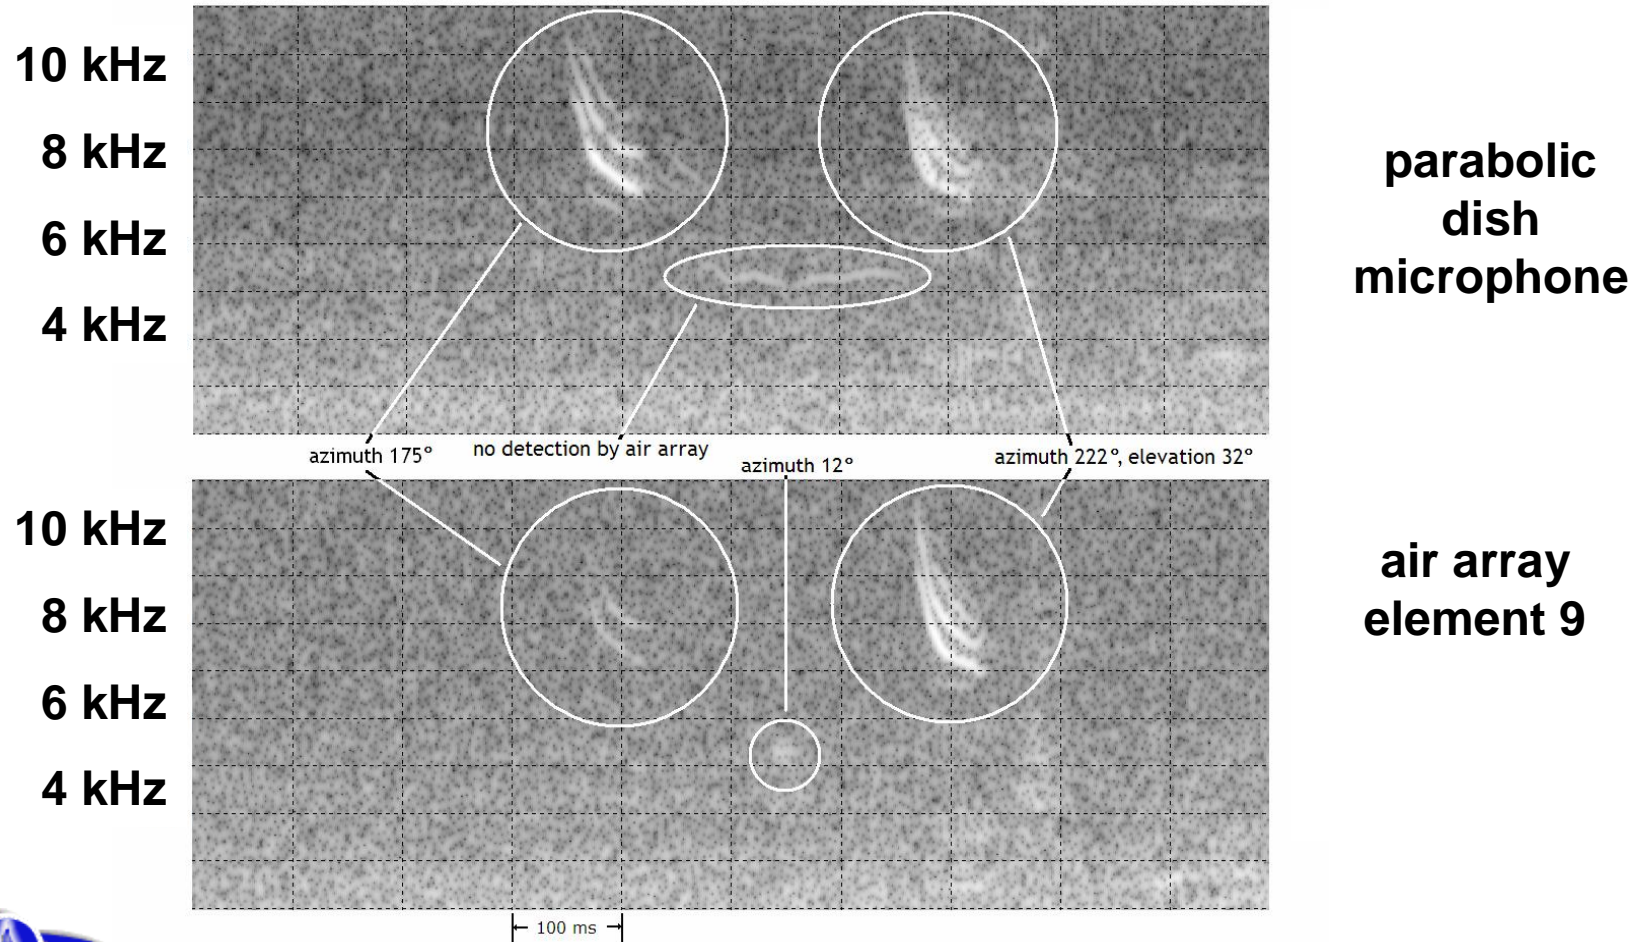 10 kHz
8 kHz
6 kHz
4 kHz
parabolic
dish
microphone
azimuth 175°
no detection by air array
azimuth 12°
azimuth 222°, elevation 32°
10 kHz
8 kHz
6 kHz
4 kHz
air array
element 9
100 ms